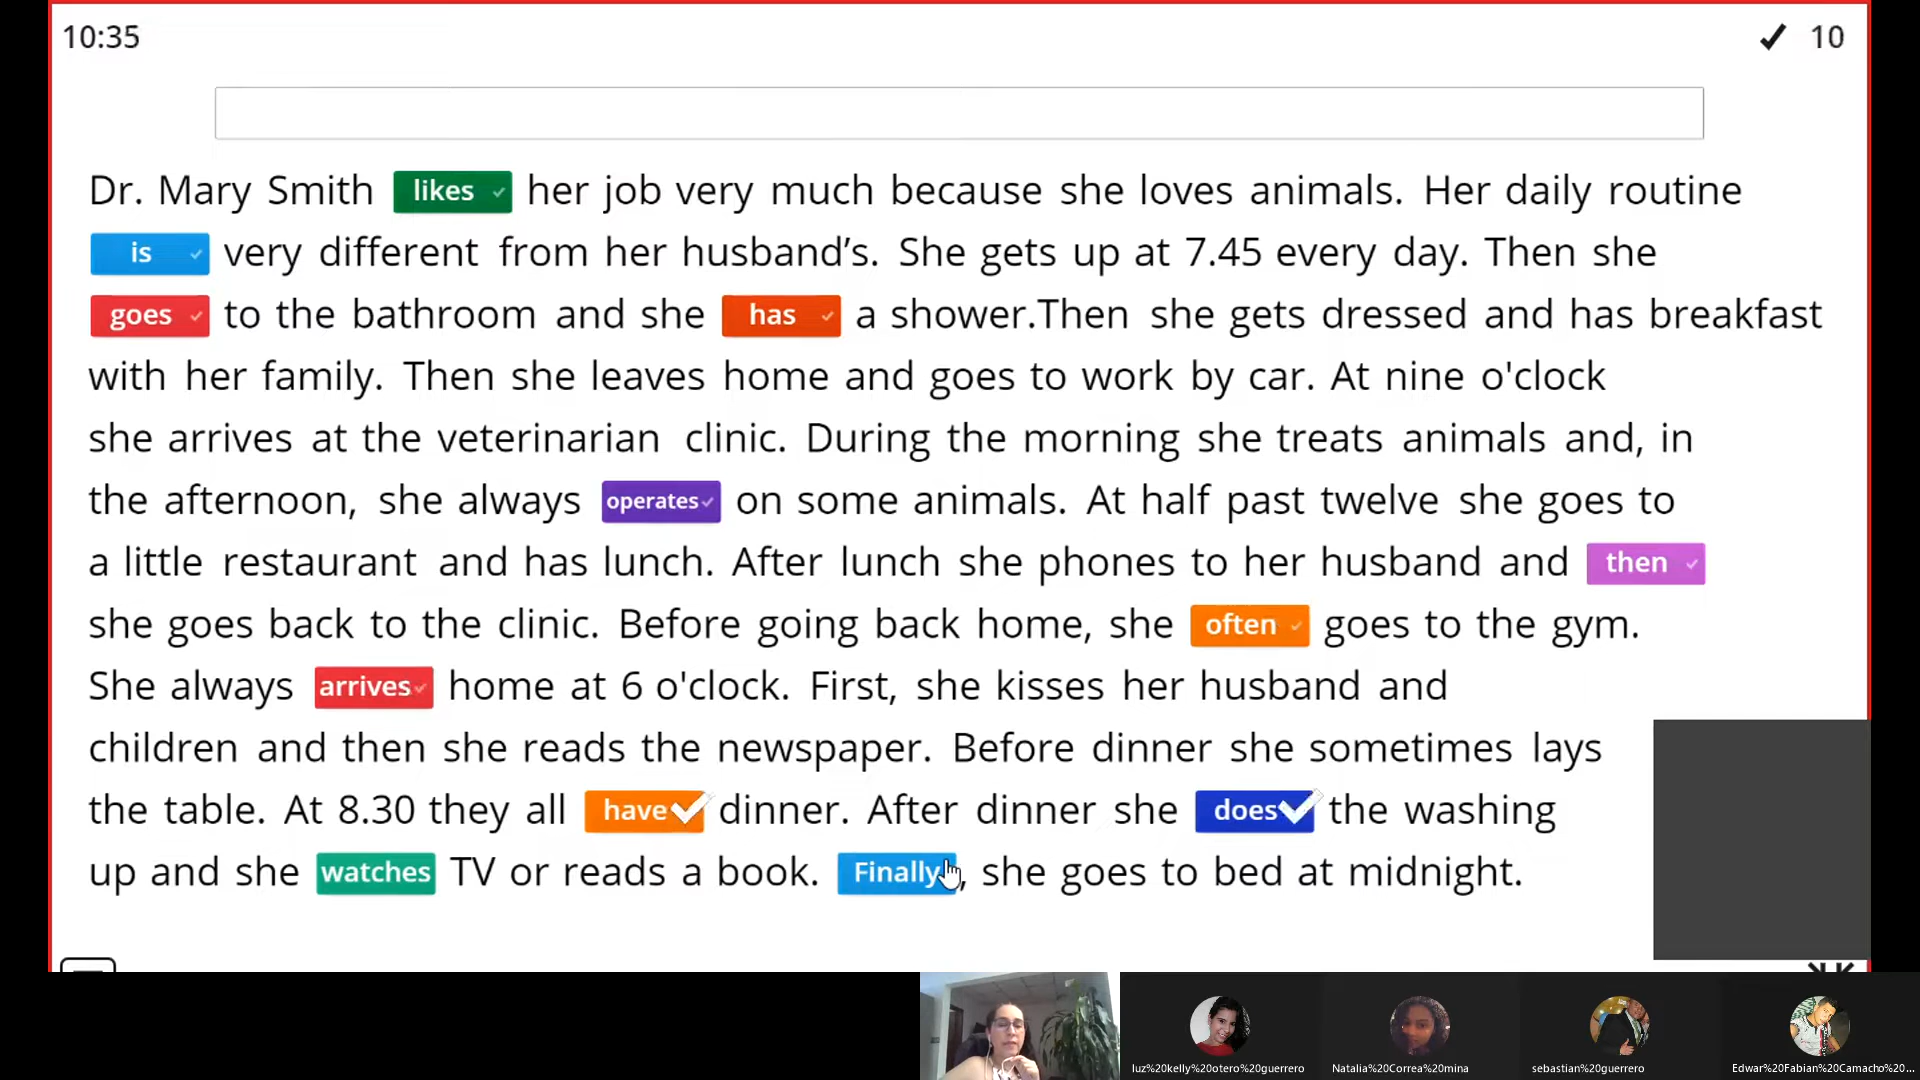 10:35
10
Dr. Mary Smith likes her job very much because she loves animals. Her daily routine
is very different from her husband’s. She gets up at 7.45 every day. Then she
goes to the bathroom and she has a shower.Then she gets dressed and has breakfast
with her family. Then she leaves home and goes to work by car. At nine o'clock
she arrives at the veterinarian clinic. During the morning she treats animals and, in
the afternoon, she always operates on some animals. At half past twelve she goes to
a little restaurant and has lunch. After lunch she phones to her husband and then
she goes back to the clinic. Before going back home, she often goes to the gym.
She always arrives home at 6 o'clock. First, she kisses her husband and
children and then she reads the newspaper. Before dinner she sometimes lays
the table. At 8.30 they all have dinner. After dinner she does the washing
up and she watches TV or reads a book. Finally, she goes to bed at midnight.
luz%20kelly%20otero%20guerrero
Natalia%20Correa%20mina
sebastian%20guerrero
Edwar%20Fabian%20Camacho%20...